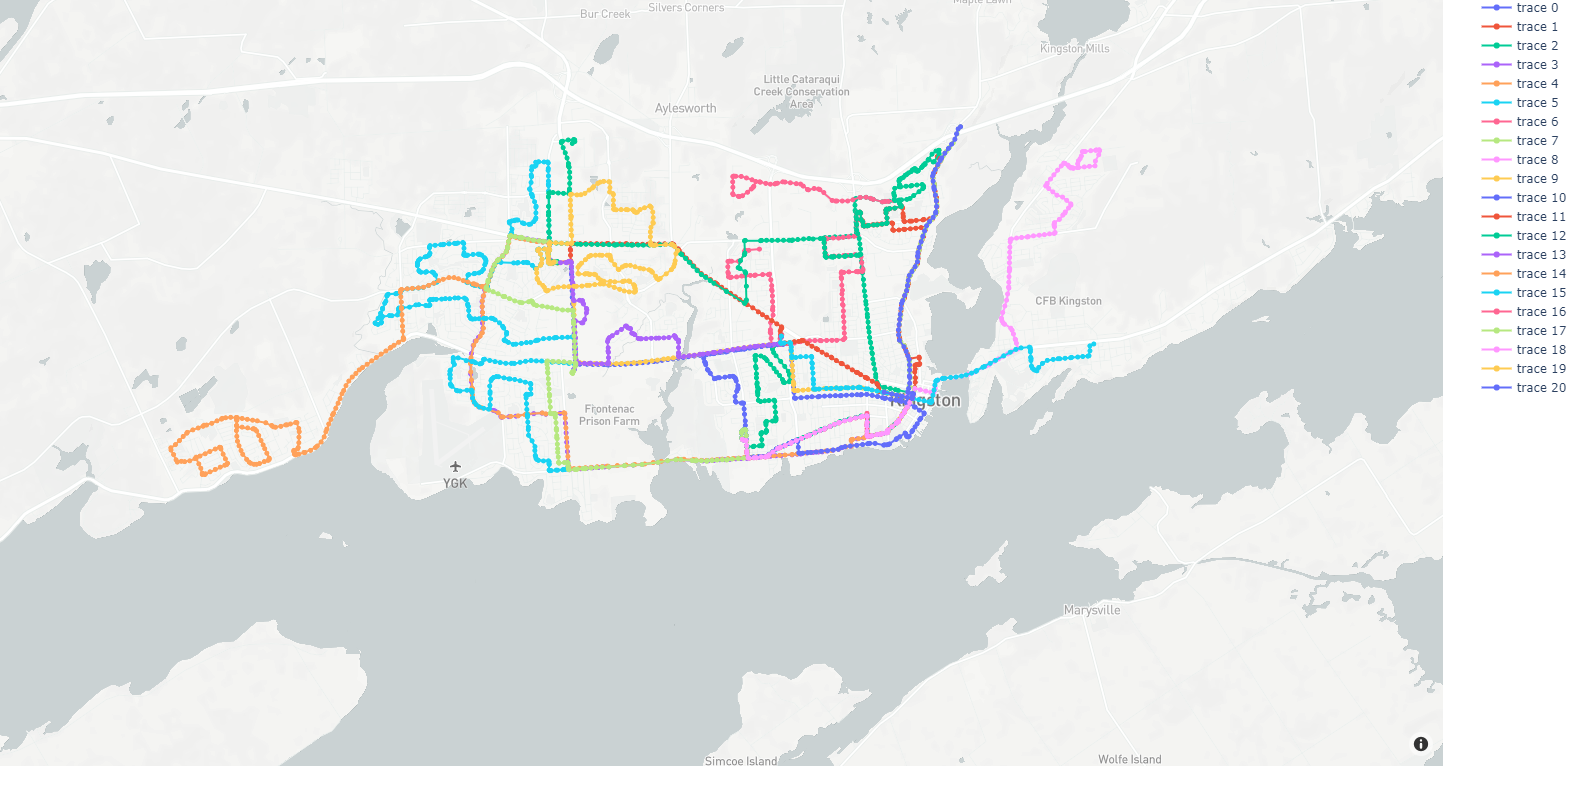 Bur Creek
Silvers Corners
Maple Lawn
Kingston Mills
Little Cataraqui
Creek Conservation
Area
Aylesworth
CFB Kingston
Kingston
Frontenac
Prison Farm
YGK
Marysville
Simcoe Island
Wolfe Island
trace 0
trace 1
trace 2
trace 3
trace 4
trace 5
trace 6
trace 7
trace 8
trace 9
trace 10
trace 11
trace 12
trace 13
trace 14
trace 15
trace 16
trace 17
trace 18
trace 19
trace 20